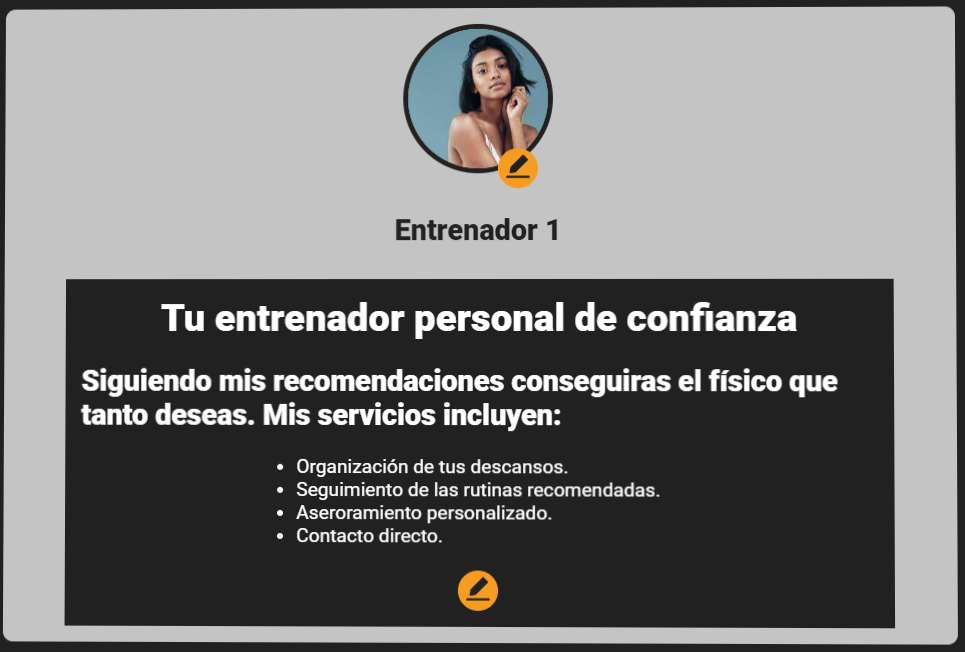 Entrenador 1
Tu entrenador personal de confianza
Siguiendo mis recomendaciones conseguiras el físico que
tanto deseas. Mis servicios incluyen:
• Organización de tus descansos.
• Seguimiento de las rutinas recomendadas.
• Aseroramiento personalizado.
• Contacto directo.